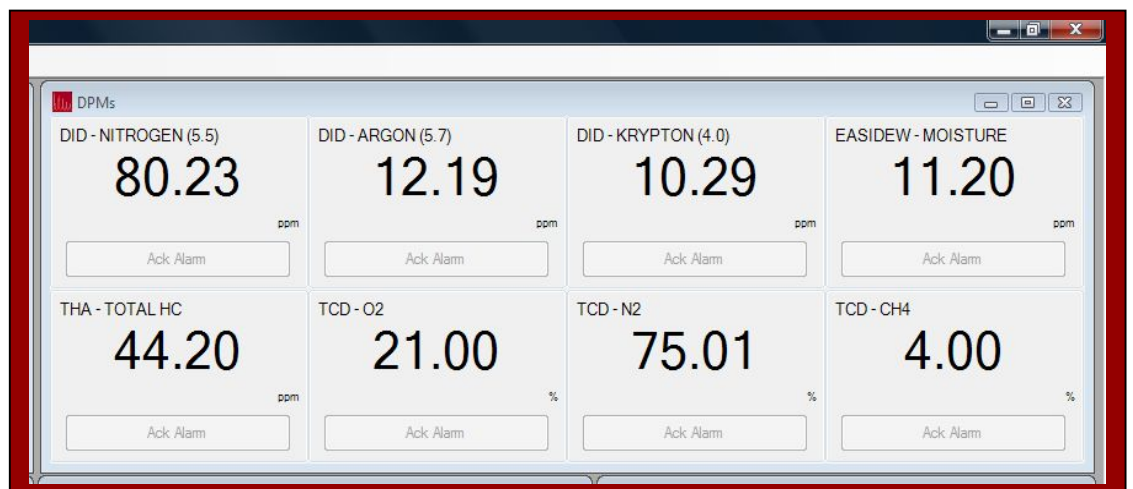 DPMs
DID - NITROGEN (5.5) DID - ARGON (5.7) DID - KRYPTON (4.0) EASIDEW - MOISTURE
80.23 12.19 10.29 11.20
ppm ppm ppm ppm
Ack Alarm Ack Alarm Ack Alarm Ack Alarm
THA - TOTAL HC TCD - O2 TCD - N2 TCD - CH4
44.20 21.00 75.01 4.00
ppm % % %
Ack Alarm Ack Alarm Ack Alarm Ack Alarm